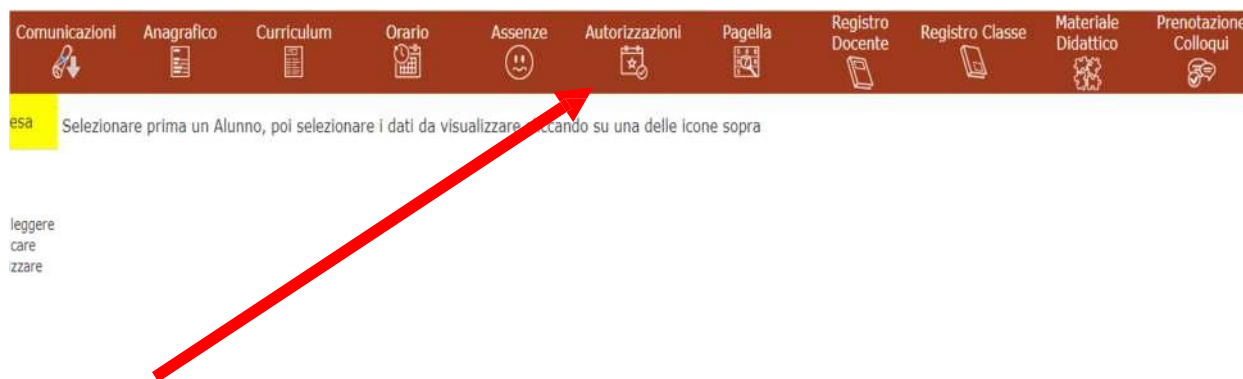 Comunicazioni Anagrafico Curriculum Orario Assenze Autorizzazioni Pagella Registro Docente Registro Classe Materiale Didattico Prenotazione Colloqui
esa
Selezionare prima un Alunno, poi selezionare i dati da visualizzare cliccando su una delle icone sopra
leggere
care
zzare